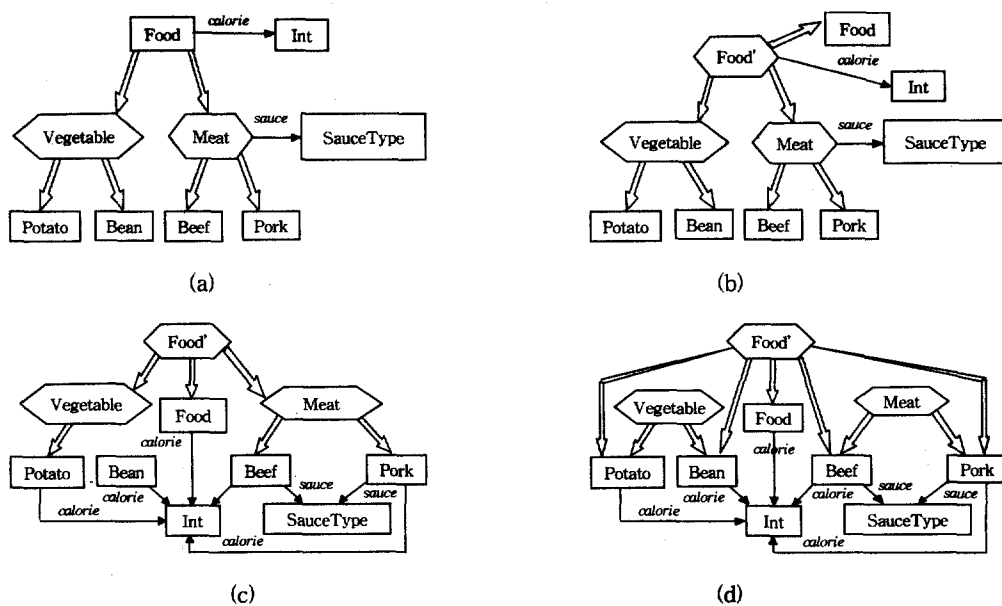 Food
calorie
Int
Vegetable
Meat
sauce
SauceType
Potato
Bean
Beef
Pork
(a)
Food
Food'
calorie
Int
Vegetable
Meat
sauce
SauceType
Potato
Bean
Beef
Pork
(b)
Food'
Vegetable
Food
Meat
calorie
Potato
Bean
Beef
Pork
calorie
sauce
sauce
calorie
Int
SauceType
calorie
(c)
Food'
Vegetable
Food
Meat
calorie
Potato
Bean
Beef
Pork
calorie
calorie
sauce
sauce
calorie
Int
SauceType
calorie
(d)